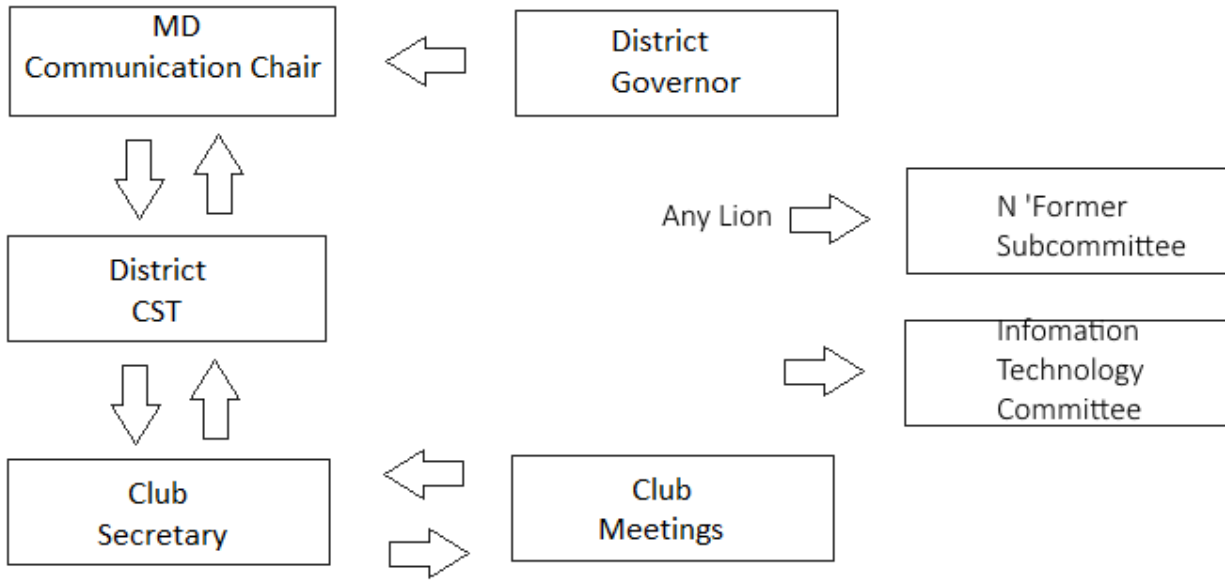 MD
Communication Chair
District
Governor
Any Lion
N 'Former
Subcommittee
District
CST
Infomation
Technology
Committee
Club
Secretary
Club
Meetings